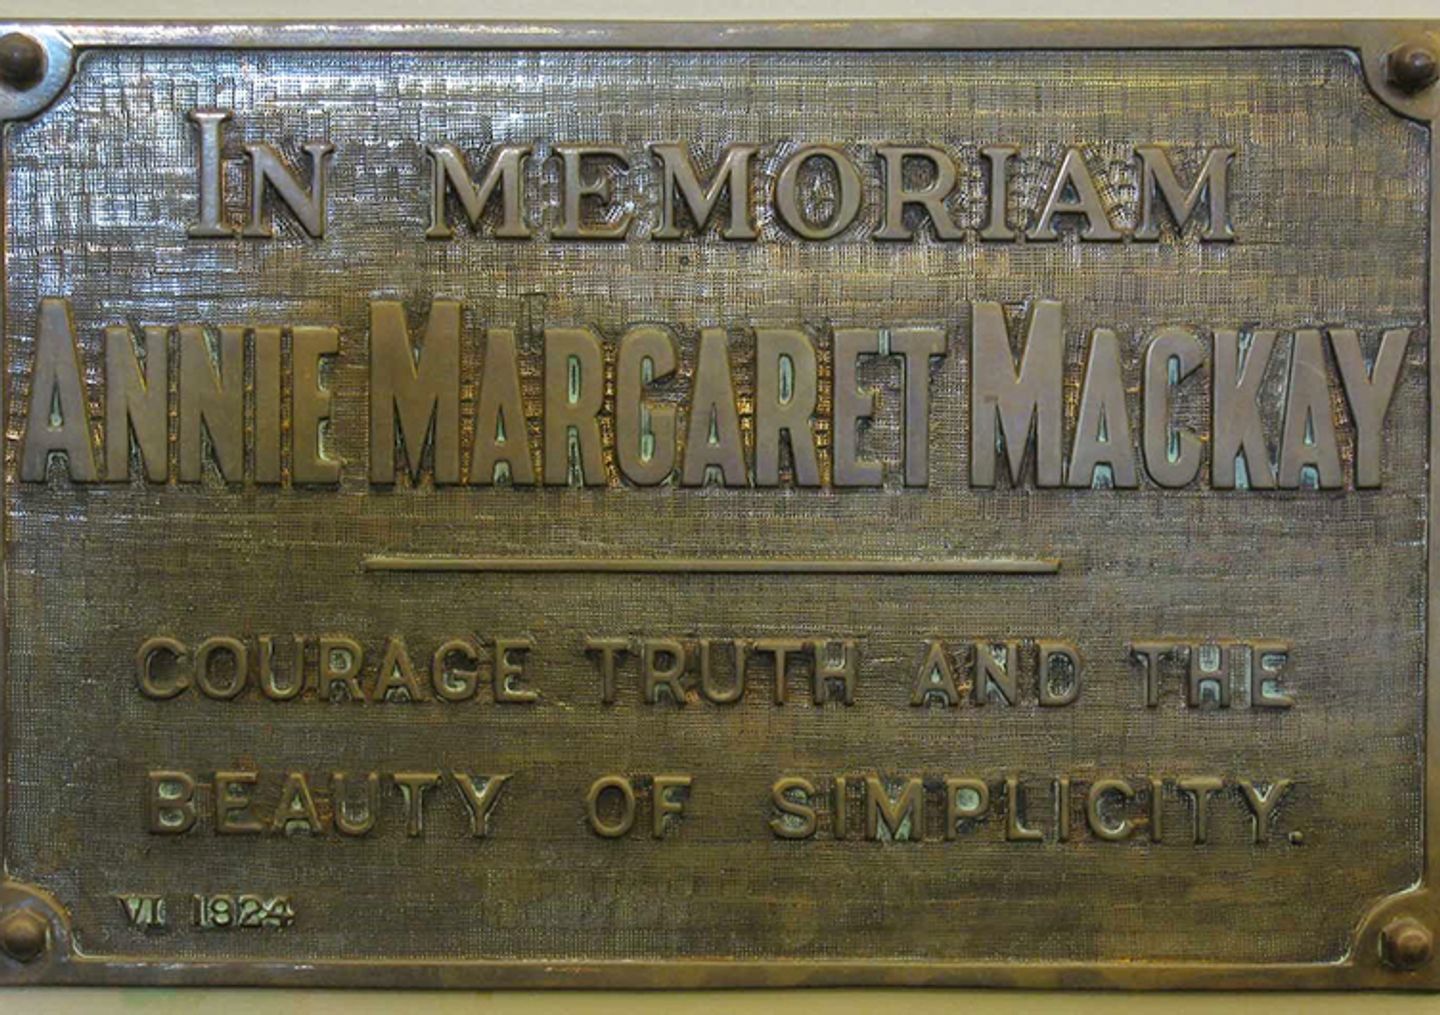 IN MEMORIAM
ANNIE MARGARET MACKAY
COURAGE TRUTH AND THE
BEAUTY OF SIMPLICITY.
VI 1924